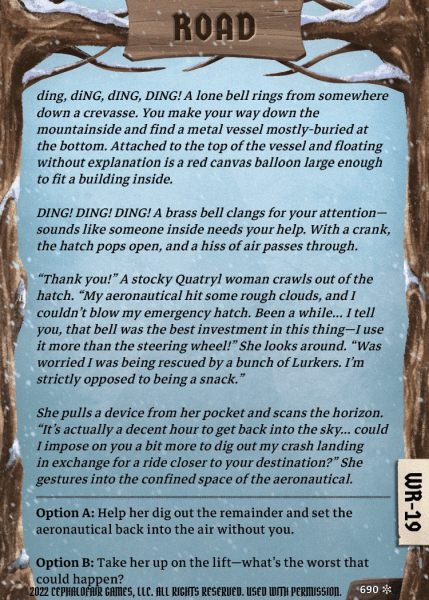 ROAD
ding, diNG, dING, DING! A lone bell rings from somewhere
down a crevasse. You make your way down the
mountainside and find a metal vessel mostly-buried at
the bottom. Attached to the top of the vessel and floating
without explanation is a red canvas balloon large enough
to fit a building inside.
DING! DING! DING! A brass bell clangs for your attention—
sounds like someone inside needs your help. With a crank,
the hatch pops open, and a hiss of air passes through.
“Thank you!” A stocky Quatryl woman crawls out of the
hatch. “My aeronautical hit some rough clouds, and I
couldn’t blow my emergency hatch. Been a while... I tell
you, that bell was the best investment in this thing—I use
it more than the steering wheel!” She looks around. “Was
worried I was being rescued by a bunch of Lurkers. I’m
strictly opposed to being a snack.”
She pulls a device from her pocket and scans the horizon.
“It’s actually a decent hour to get back into the sky... could
I impose on you a bit more to dig out my crash landing
in exchange for a ride closer to your destination?” She
gestures into the confined space of the aeronautical.
Option A: Help her dig out the remainder and set the
aeronautical back into the air without you.
Option B: Take her up on the lift—what’s the worst that
could happen?
WR-19
2022 CEPHALOFAIR GAMES, LLC. ALL RIGHTS RESERVED. USED WITH PERMISSION.
690